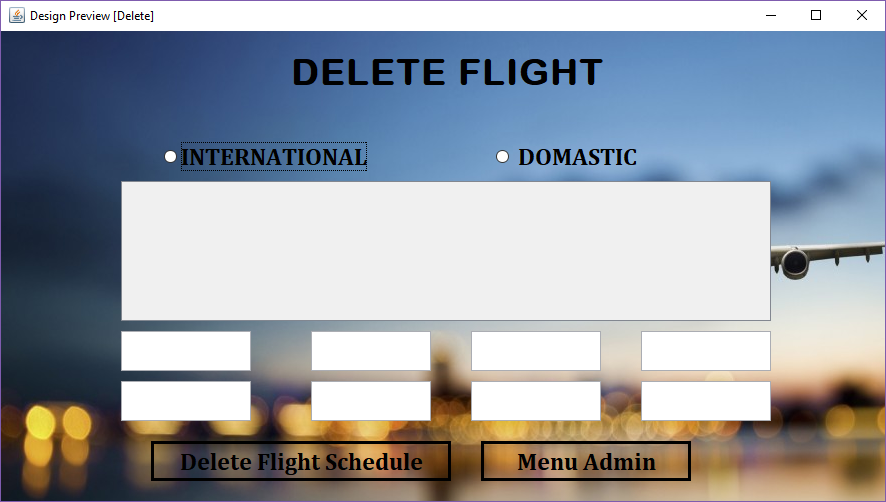 Design Preview [Delete]
DELETE FLIGHT
INTERNATIONAL DOMASTIC
Delete Flight Schedule Menu Admin